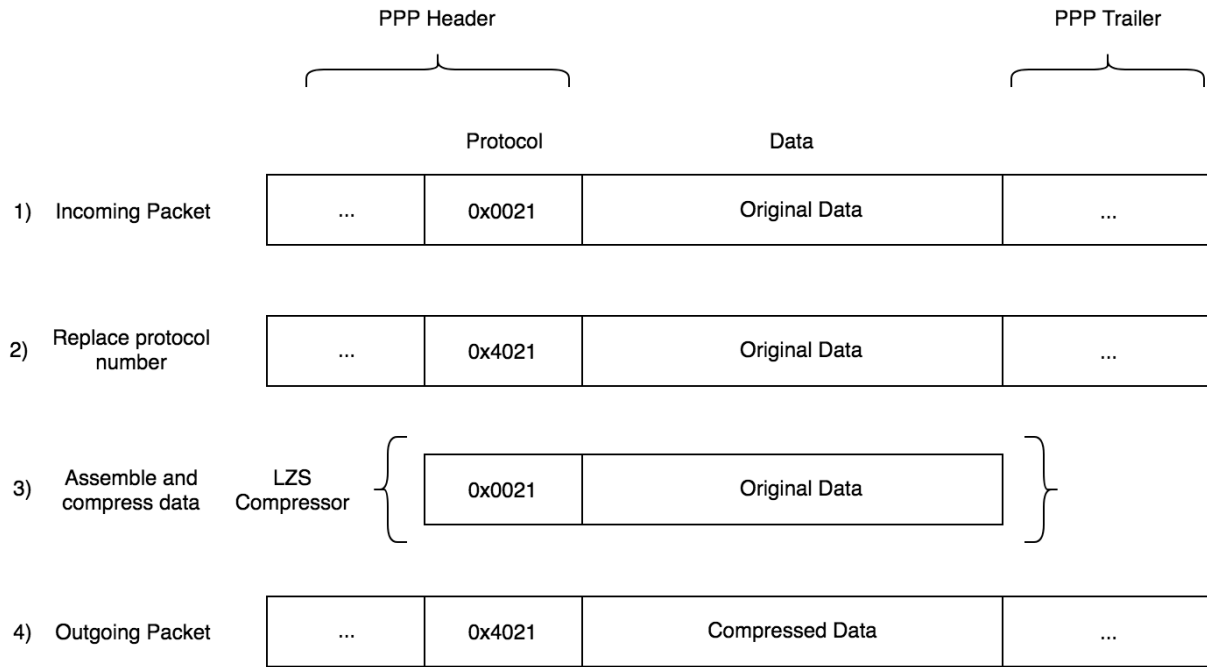 PPP Header PPP Trailer
Protocol Data
1) Incoming Packet ... 0x0021 Original Data ...
2) Replace protocol
number ... 0x4021 Original Data ...
3) Assemble and
compress data LZS
Compressor 0x0021 Original Data
4) Outgoing Packet ... 0x4021 Compressed Data ...